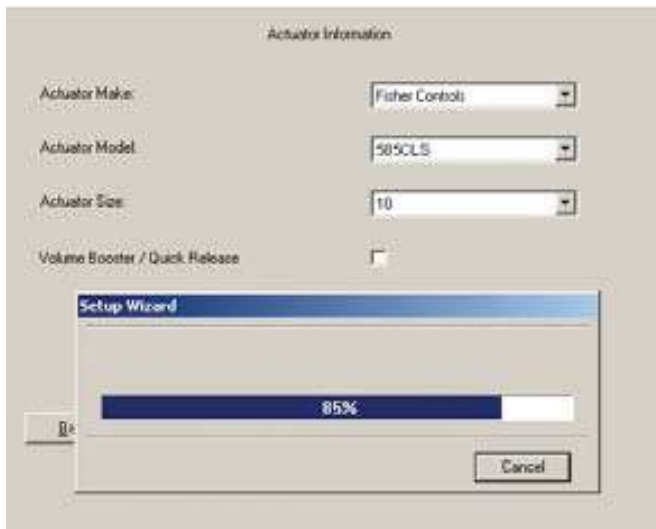 Actuator Information
Actuator Make: Fisher Controls
Actuator Model: 585CLS
Actuator Size: 10
Volume Booster / Quick Release
Setup Wizard
85%
Cancel